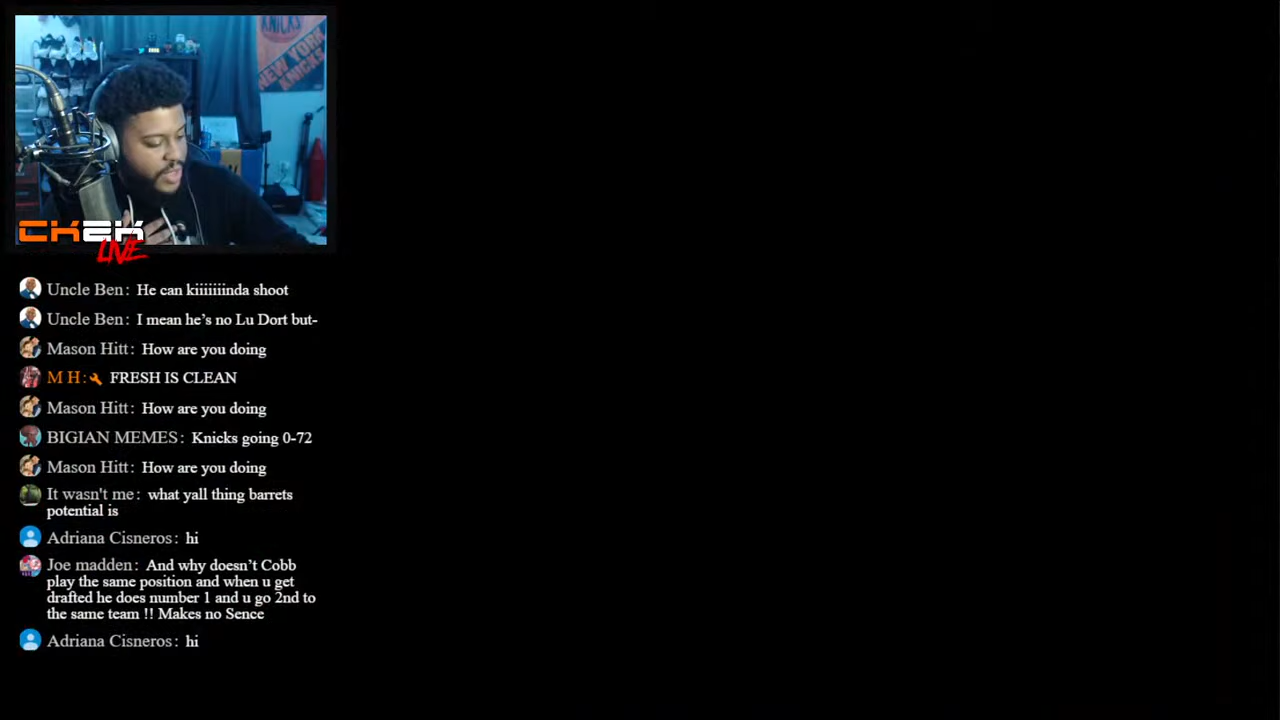 KNICKS
NEW YORK
KNICKS
CK2K
LIVE
Uncle Ben: He can kiiiiiiinda shoot
Uncle Ben: I mean he’s no Lu Dort but-
Mason Hitt: How are you doing
M H: FRESH IS CLEAN
Mason Hitt: How are you doing
BIGIAN MEMES: Knicks going 0-72
Mason Hitt: How are you doing
It wasn't me: what yall thing barrets
potential is
Adriana Cisneros: hi
Joe madden: And why doesn’t Cobb
play the same position and when u get
drafted he does number 1 and u go 2nd to
the same team !! Makes no Sence
Adriana Cisneros: hi